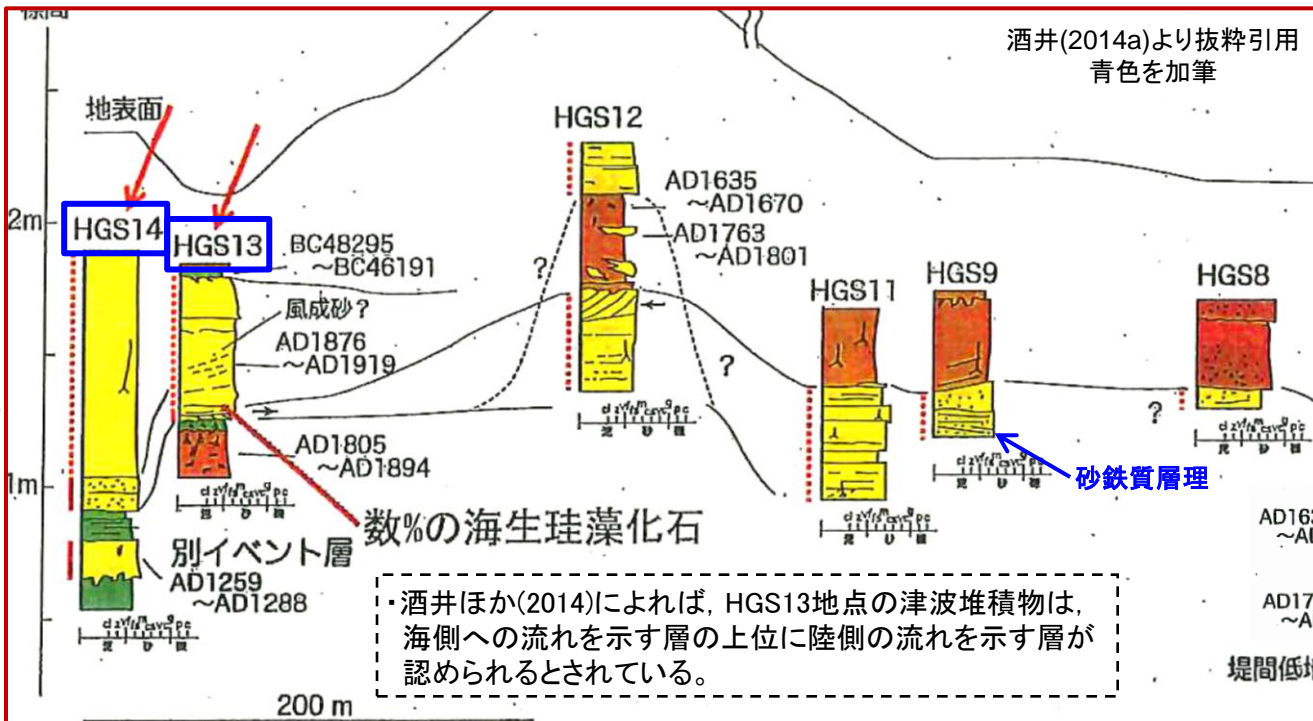 標高
酒井(2014a)より抜粋引用
青色を加筆
地表面
HGS12
2m
HGS14
HGS13
BC48295
～BC46191
AD1635
～AD1670
AD1763
～AD1801
?
HGS11
HGS9
HGS8
風成砂?
AD1876
～AD1919
?
?
AD1805
～AD1894
1m
砂鉄質層理
数%の海生珪藻化石
別イベント層
AD1259
～AD1288
・酒井ほか(2014)によれば, HGS13地点の津波堆積物は,
海側への流れを示す層の上位に陸側の流れを示す層が
認められるとされている。
AD17
堤間低
200 m